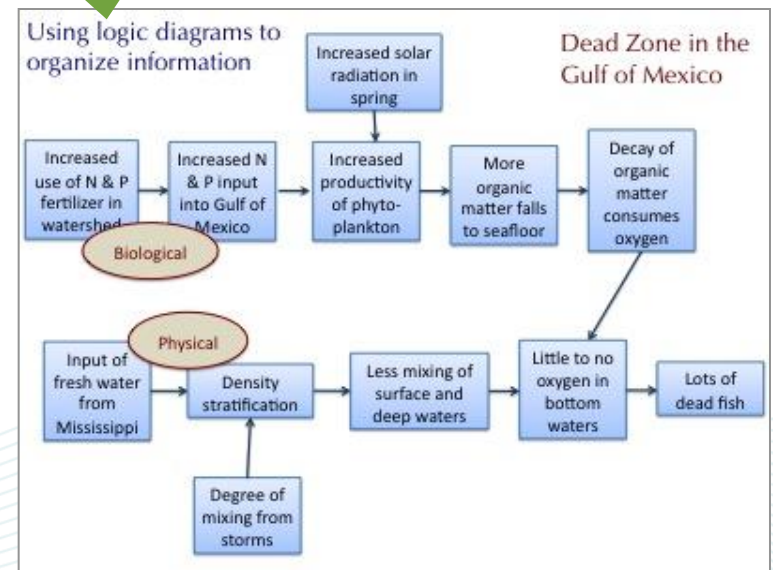 Using logic diagrams to
organize information
Dead Zone in the
Gulf of Mexico
Increased solar
radiation in
spring
Increased
use of N & P
fertilizer in
watershed
Increased N
& P input
into Gulf of
Mexico
Increased
productivity
of phyto-
plankton
More
organic
matter falls
to seafloor
Decay of
organic
matter
consumes
oxygen
Biological
Physical
Input of
fresh water
from
Mississippi
Density
stratification
Less mixing of
surface and
deep waters
Little to no
oxygen in
bottom
waters
Lots of
dead fish
Degree of
mixing from
storms